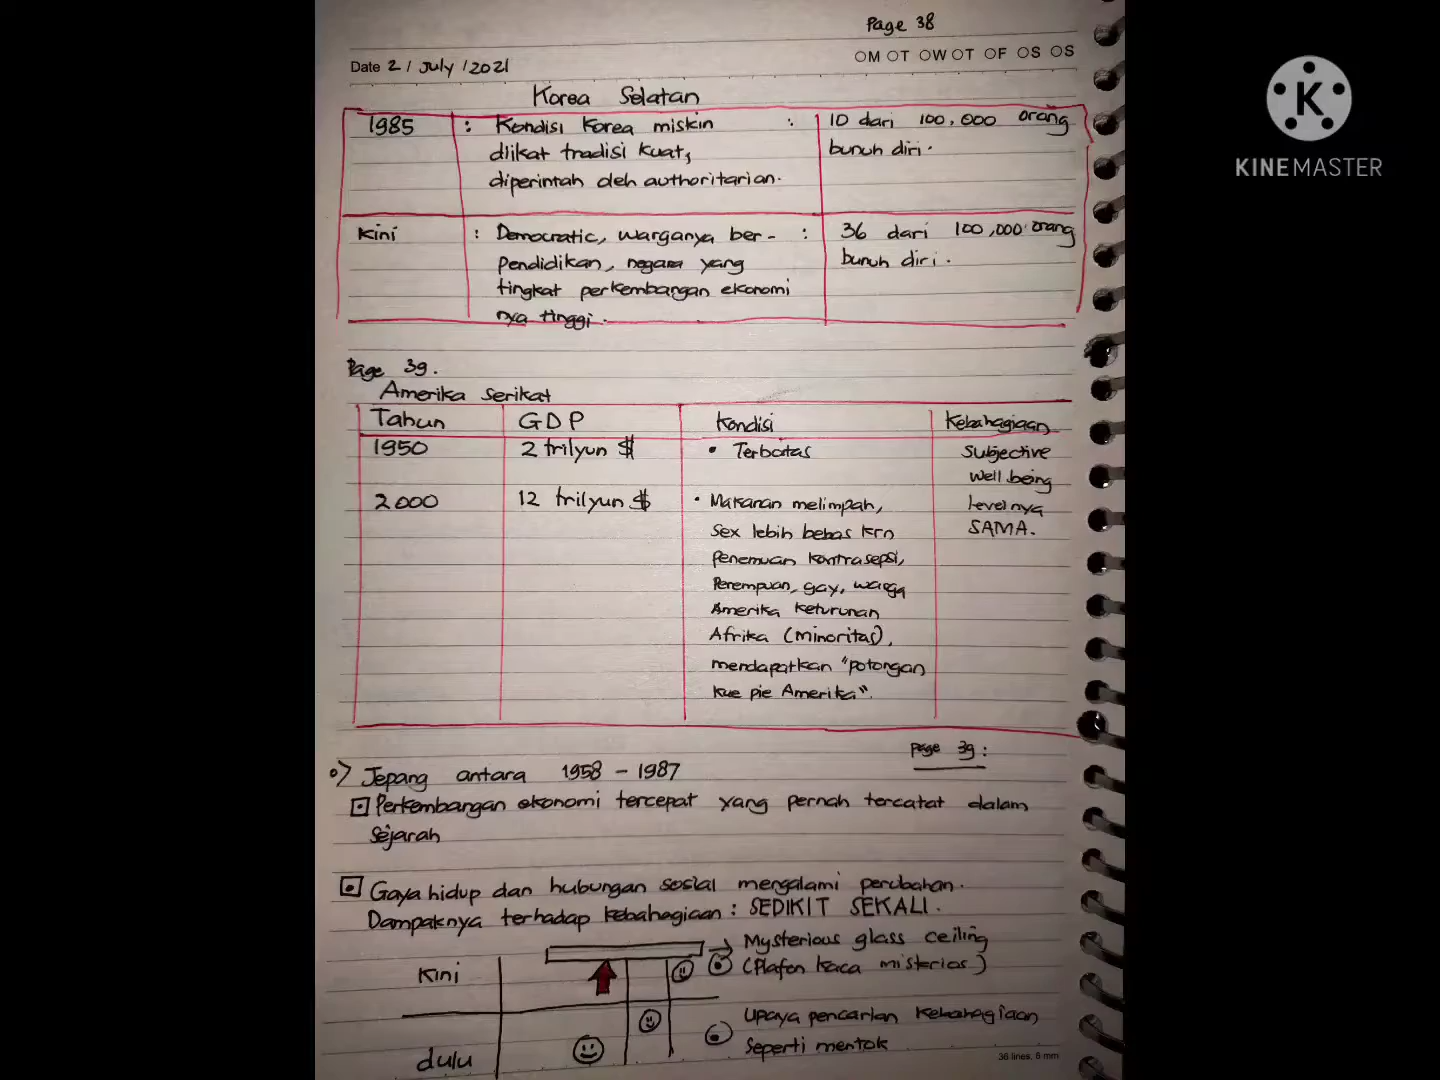 Page 38
OM OT OW OT OF OS OS
Date 2 / July / 2021
Korea Selatan
1985 : Kondisi Korea miskin : 10 dari 100,000 orang
diikat tradisi kuat, bunuh diri.
diperintah oleh authoritarian.
Kini : Democratic, warganya ber- : 36 dari 100,000 orang
pendidikan, negara yang bunuh diri.
tingkat perkembangan ekonomi
nya tinggi.
Page 39.
Amerika Serikat
Tahun GDP Kondisi Kebahagiaan
1950 2 trilyun $ • Terbatas Subjective
well being
2000 12 trilyun $ • Makanan melimpah, levelnya
Sex lebih bebas krn SAMA.
Penemuan kontrasepsi,
Perempuan, gay, warga
Amerika keturunan
Afrika (minoritas),
mendapatkan "potongan
kue pie Amerika".
page 39:
Jepang antara 1958 - 1987
Perkembangan ekonomi tercepat yang pernah tercatat dalam
Sejarah
Gaya hidup dan hubungan sosial mengalami perubahan.
Dampaknya terhadap kebahagiaan : SEDIKIT SEKALI.
Mysterious glass ceiling
Kini (Plafon kaca misterios)
Upaya pencarian kebahagiaan
dulu seperti mentok
36 lines, 6 mm
K
KINEMASTER